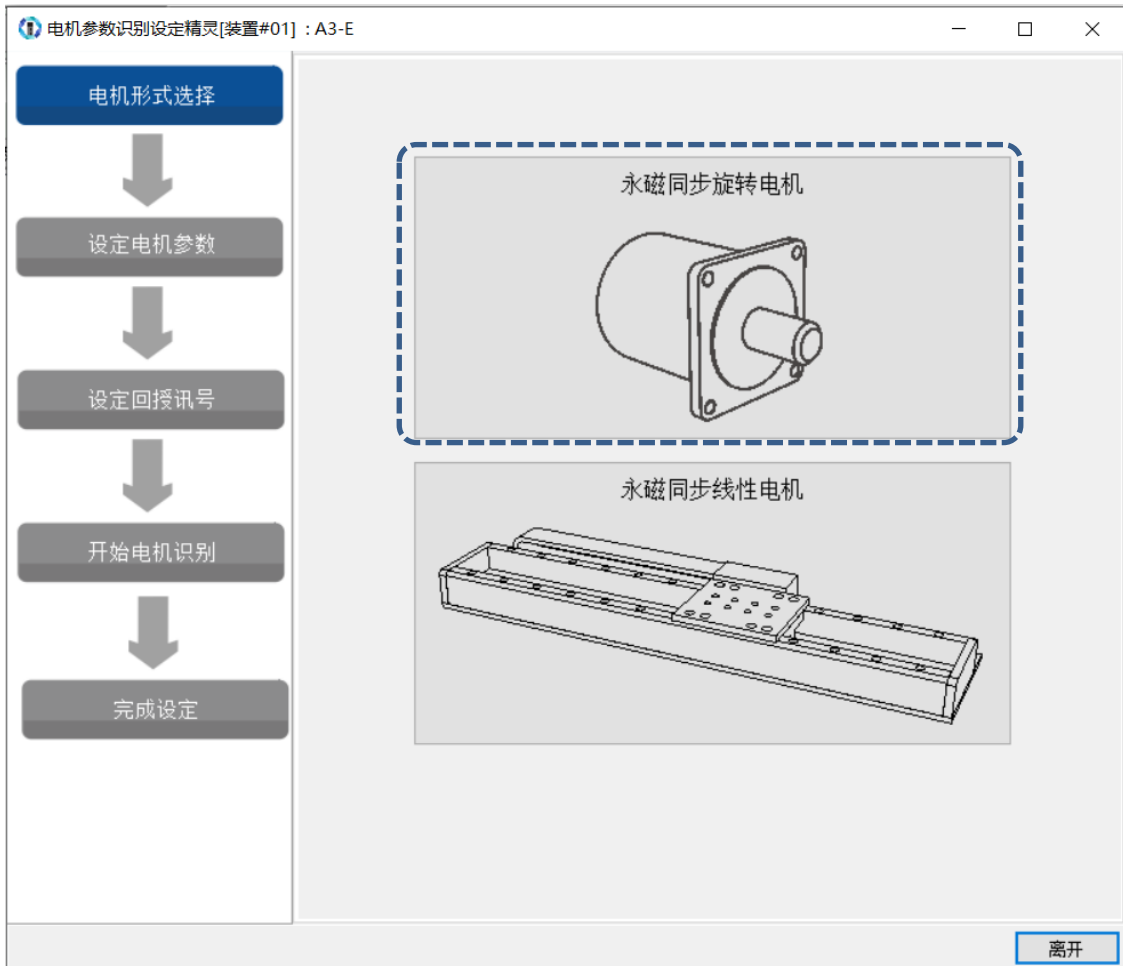 电机参数识别设定精灵[装置#01] : A3-E
电机形式选择
设定电机参数
设定回授讯号
开始电机识别
完成设定
永磁同步旋转电机
永磁同步线性电机
离开